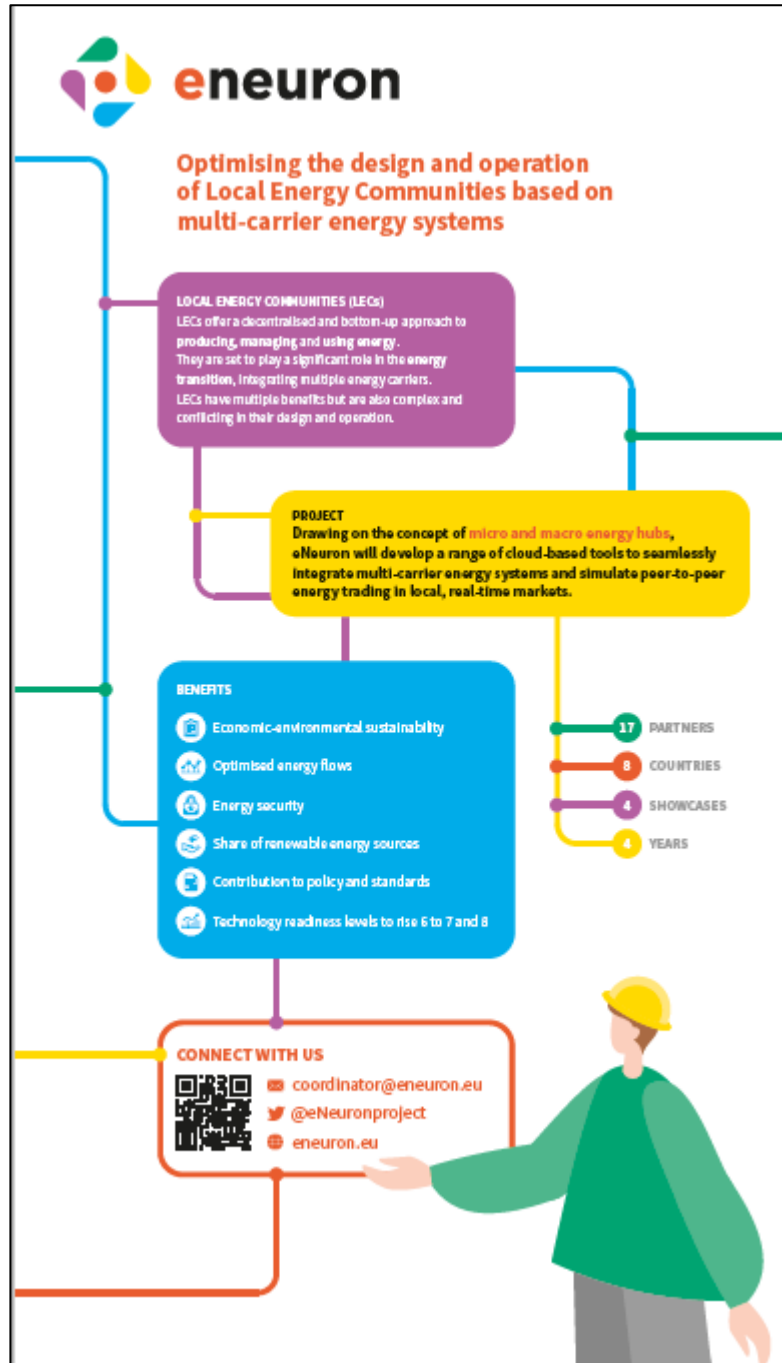 eneuron
Optimising the design and operation
of Local Energy Communities based on
multi-carrier energy systems
LOCAL ENERGY COMMUNITIES (LECs)
LECs offer a decentralised and bottom-up approach to
producing, managing and using energy.
They are set to play a significant role in the energy
transition, integrating multiple energy carriers.
LECs have multiple benefits but are also complex and
conflicting in their design and operation.
PROJECT
Drawing on the concept of micro and macro energy hubs,
eNeuron will develop a range of cloud-based tools to seamlessly
integrate multi-carrier energy systems and simulate peer-to-peer
energy trading in local, real-time markets.
BENEFITS
Economic-environmental sustainability
Optimised energy flows
Energy security
Share of renewable energy sources
Contribution to policy and standards
Technology readiness levels to rise 6 to 7 and 8
17 PARTNERS
8 COUNTRIES
4 SHOWCASES
4 YEARS
CONNECT WITH US
coordinator@eneuron.eu
@eNeuronproject
eneuron.eu